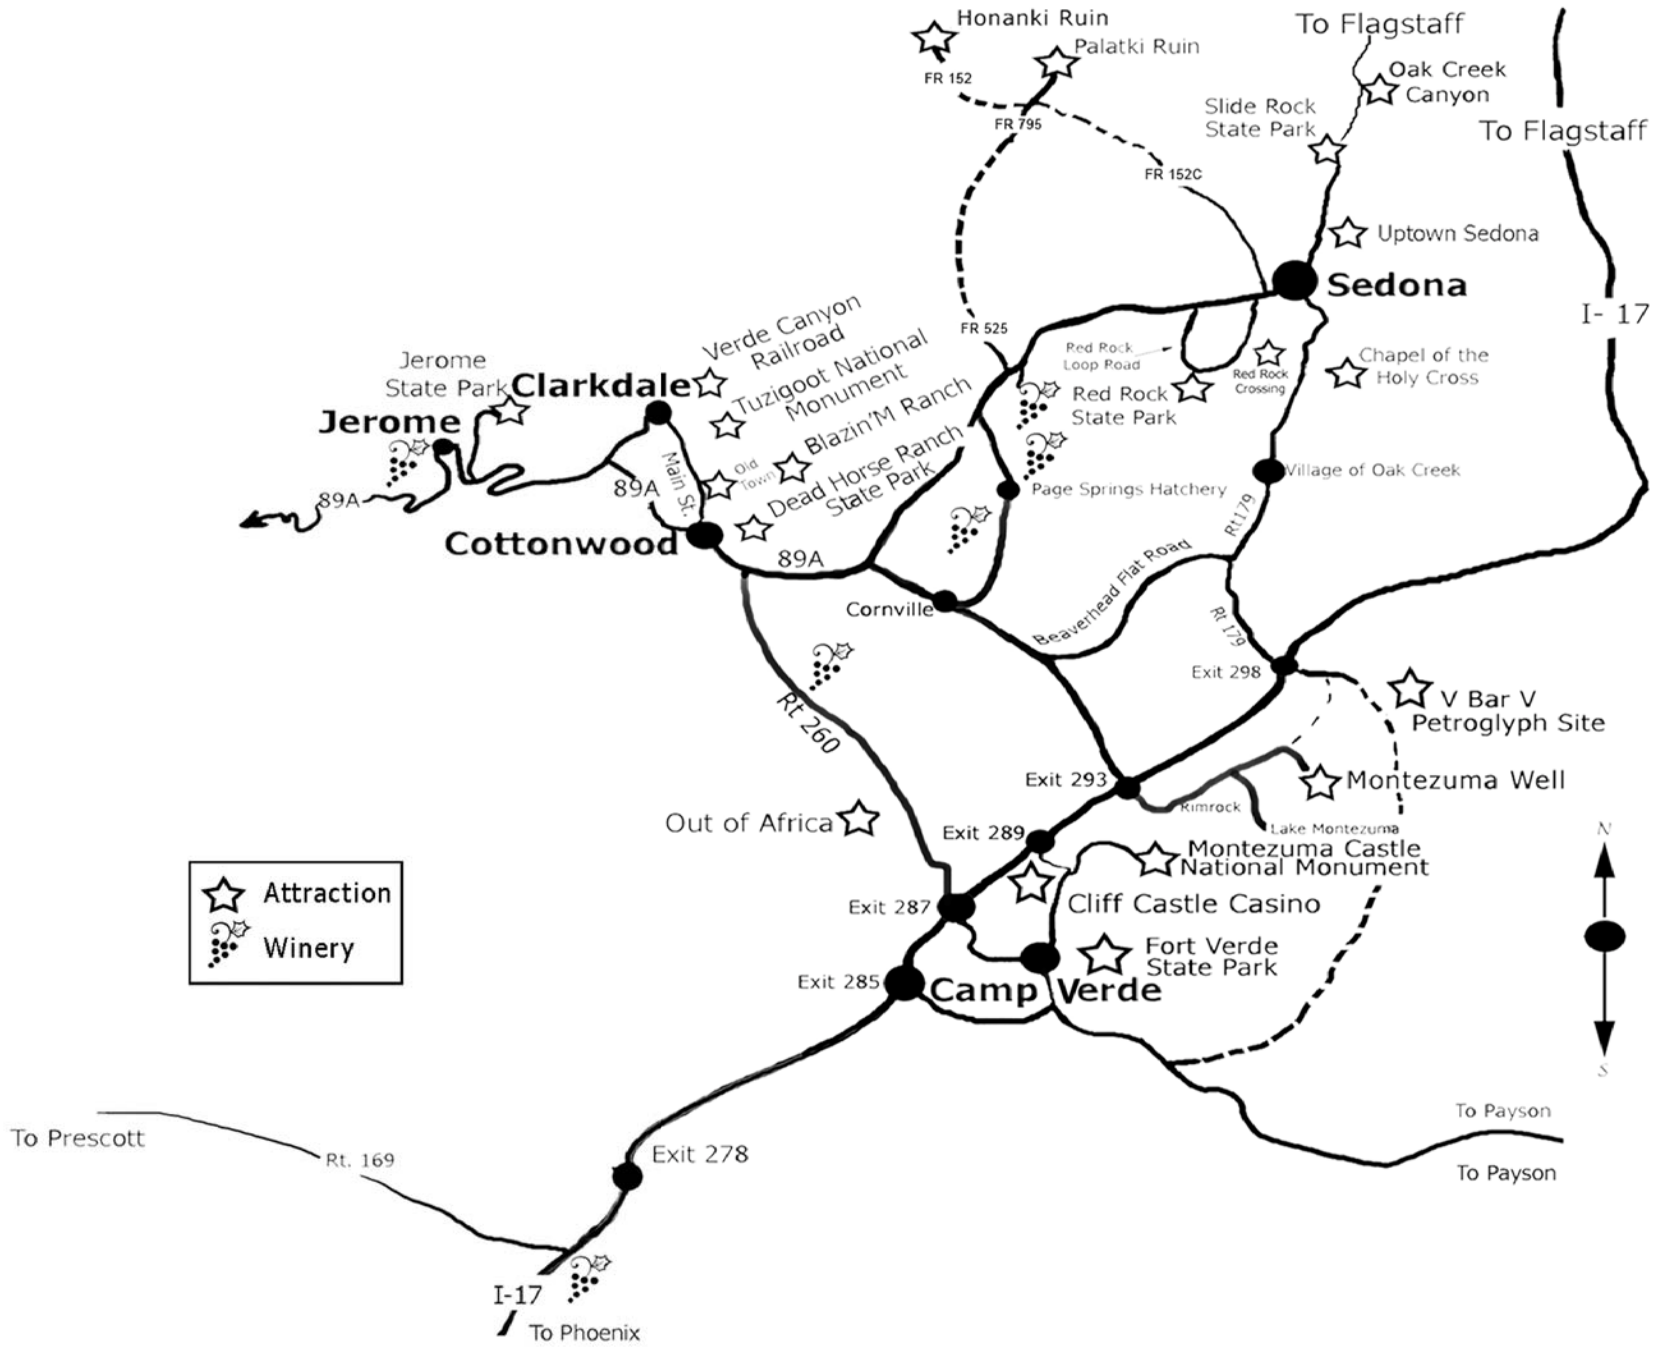 Honanki Ruin
Palatki Ruin
To Flagstaff
Oak Creek
Canyon
FR 152
Slide Rock
State Park
FR 795
To Flagstaff
FR 152C
Uptown Sedona
Sedona
I- 17
FR 525
Verde Canyon
Railroad
Tuzigoot National
Monument
Blazin'M Ranch
Dead Horse Ranch
State Park
Old
Town
Jerome
State Park
Clarkdale
Jerome
Main St.
89A
89A
Cottonwood
89A
Red Rock
Loop Road
Red Rock
Crossing
Red Rock
State Park
Chapel of the
Holy Cross
Village of Oak Creek
Page Springs Hatchery
Rt179
Beaverhead Flat Road
Cornville
Rt 179
Exit 298
V Bar V
Petroglyph Site
Rt 260
Exit 293
Montezuma Well
Rimrock
Lake Montezuma
Out of Africa
Exit 289
Montezuma Castle
National Monument
N
Attraction
Winery
Exit 287
Cliff Castle Casino
Fort Verde
State Park
Exit 285
Camp Verde
S
To Payson
To Payson
To Prescott
Rt. 169
Exit 278
I-17
To Phoenix